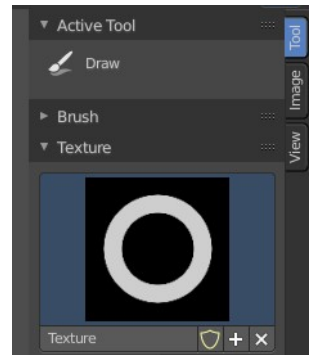 Active Tool
Tool
Draw
Image
Brush
View
Texture
Texture